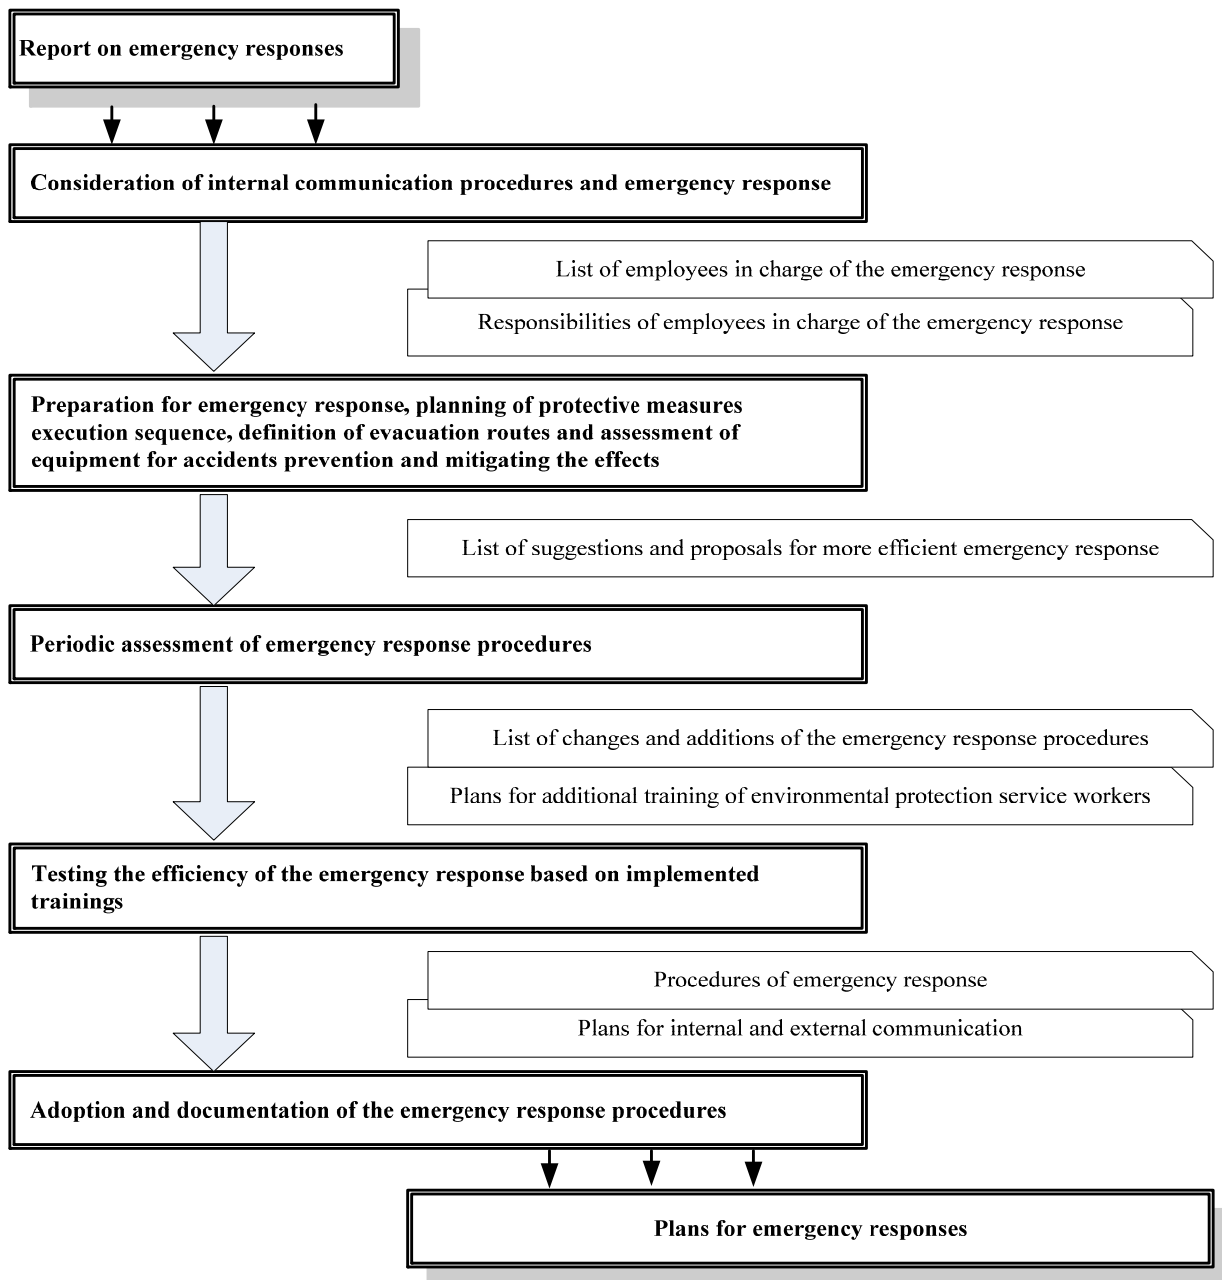 Report on emergency responses
Consideration of internal communication procedures and emergency response
List of employees in charge of the emergency response
Responsibilities of employees in charge of the emergency response
Preparation for emergency response, planning of protective measures
execution sequence, definition of evacuation routes and assessment of
equipment for accidents prevention and mitigating the effects
List of suggestions and proposals for more efficient emergency response
Periodic assessment of emergency response procedures
List of changes and additions of the emergency response procedures
Plans for additional training of environmental protection service workers
Testing the efficiency of the emergency response based on implemented
trainings
Procedures of emergency response
Plans for internal and external communication
Adoption and documentation of the emergency response procedures
Plans for emergency responses